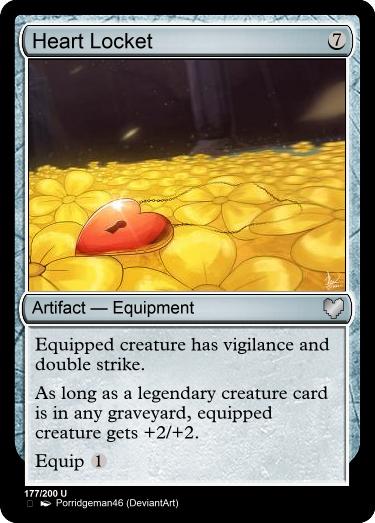 Heart Locket 7
Artifact — Equipment
Equipped creature has vigilance and
double strike.
As long as a legendary creature card
is in any graveyard, equipped
creature gets +2/+2.
Equip 1
177/200 U
Porridgeman46 (DeviantArt)